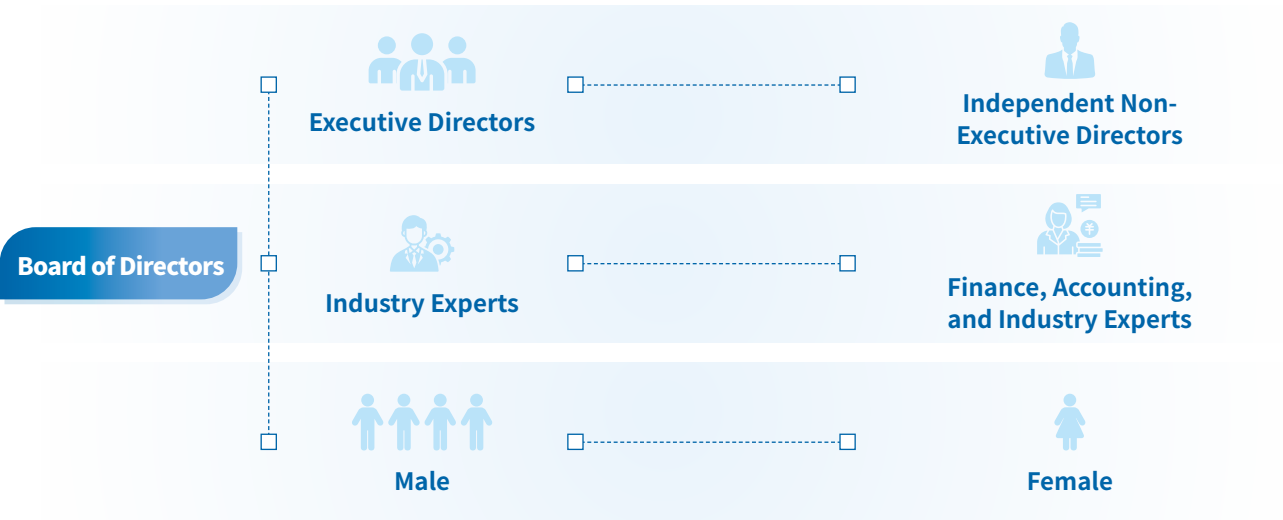 Executive Directors
Independent Non-
Executive Directors
Board of Directors
Industry Experts
¥
Finance, Accounting,
and Industry Experts
Male
Female